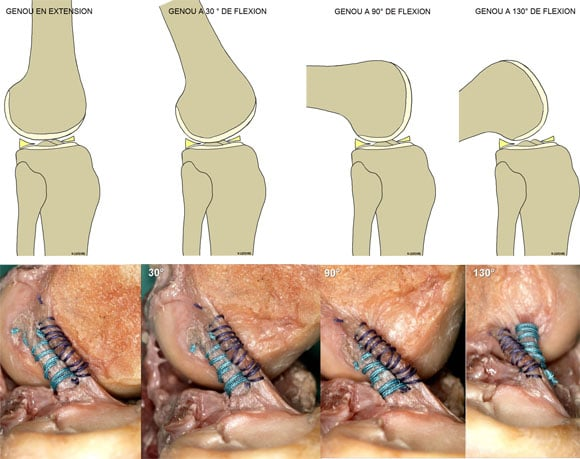 GENOU EN EXTENSION
GENOU A 30 ° DE FLEXION
GENOU A 90° DE FLEXION
GENOU A 130° DE FLEXION
30°
90°
130°